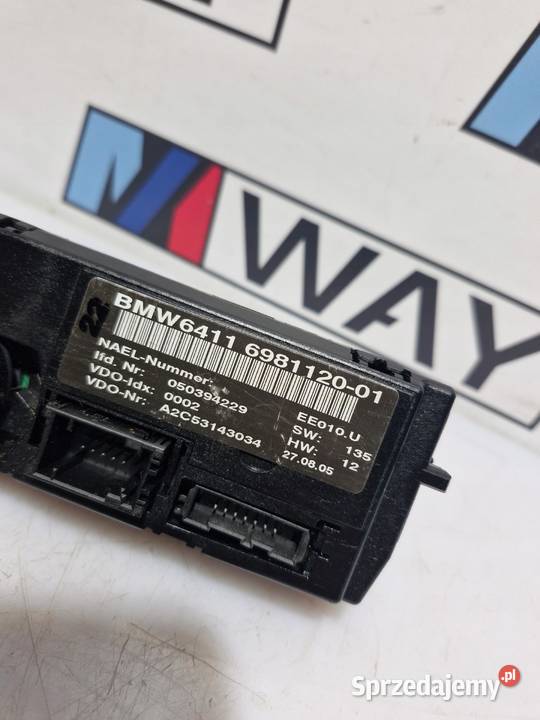 WAY
22
BMW6411 6981120-01
NAEL-Nummer:
lfd. Nr: 050394229 EE010.U
VDO-Idx: 0002 SW: 135
VDO-Nr: A2C53143034 HW: 12
27.08.05
Sprzedajemy.pl